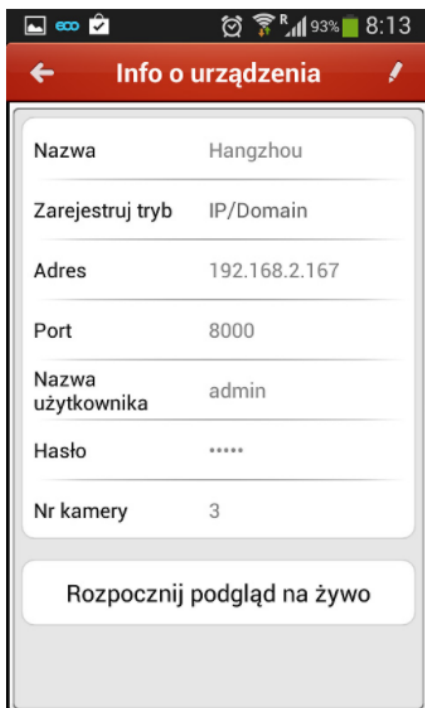 eco R 93% 8:13
Info o urządzenia
Nazwa Hangzhou
Zarejestruj tryb IP/Domain
Adres 192.168.2.167
Port 8000
Nazwa
użytkownika admin
Hasło •••••
Nr kamery 3
Rozpocznij podgląd na żywo